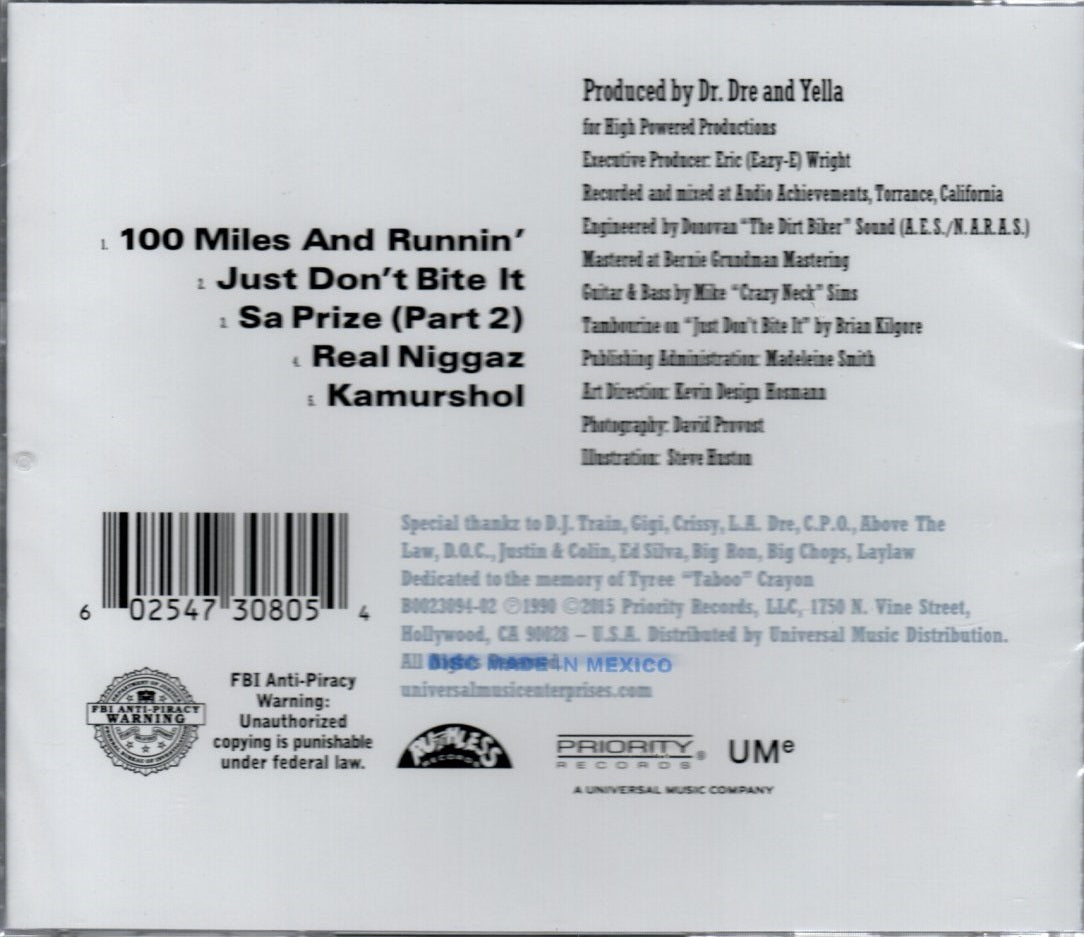 1. 100 Miles And Runnin'
2. Just Don't Bite It
3. Sa Prize (Part 2)
4. Real Niggaz
5. Kamurshol
Produced by Dr. Dre and Yella
for High Powered Productions
Executive Producer: Eric (Eazy-E) Wright
Recorded and mixed at Audio Achievements, Torrance, California
Engineered by Donovan "The Dirt Biker" Sound (A.E.S./N.A.R.A.S.)
Mastered at Bernie Grundman Mastering
Guitar & Bass by Mike "Crazy Neck" Sims
Tambourine on "Just Don't Bite It" by Brian Kilgore
Publishing Administration: Madeleine Smith
Art Direction: Kevin Design Hosmann
Photography: David Provost
Illustration: Steve Huston
Special thankz to D.J. Train, Gigi, Crissy, L.A. Dre, C.P.O., Above The
Law, D.O.C., Justin & Colin, Ed Silva, Big Ron, Big Chops, Laylaw
Dedicated to the memory of Tyree "Taboo" Crayon
B0023094-02 ℗1990 ©2015 Priority Records, LLC, 1750 N. Vine Street,
Hollywood, CA 90028 – U.S.A. Distributed by Universal Music Distribution.
All Rights Reserved.
DISC MADE IN MEXICO
universalmusicenterprises.com
6 02547 30805 4
FBI ANTI-PIRACY
WARNING
FBI Anti-Piracy
Warning:
Unauthorized
copying is punishable
under federal law.
RUTHLESS
RECORDS
PRIORITY
RECORDS®
UMe
A UNIVERSAL MUSIC COMPANY